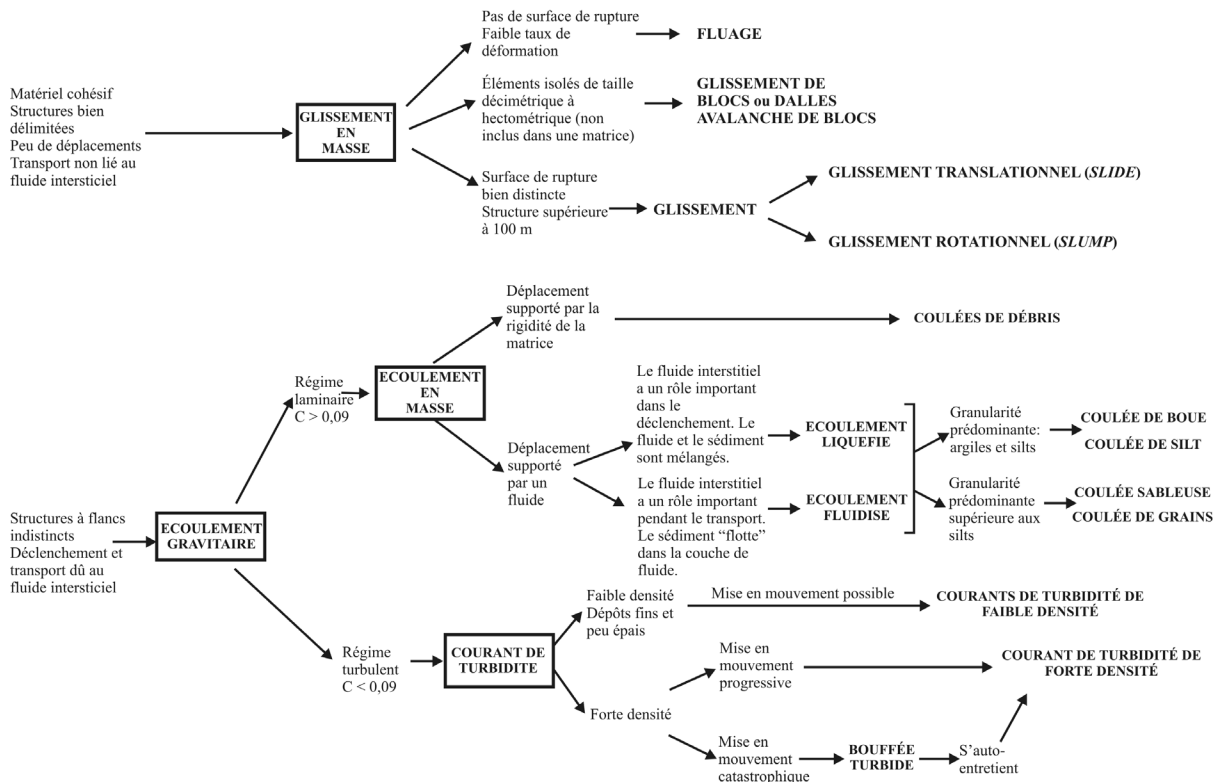 Pas de surface de rupture
Faible taux de
déformation
FLUAGE
Matériel cohésif
Structures bien
délimitées
Peu de déplacements
Transport non lié au
fluide intersticiel
GLISSEMENT
EN
MASSE
Éléments isolés de taille
décimétrique à
hectométrique (non
inclus dans une matrice)
GLISSEMENT DE
BLOCS ou DALLES
AVALANCHE DE BLOCS
Surface de rupture
bien distincte
Structure supérieure
à 100 m
GLISSEMENT
GLISSEMENT TRANSLATIONNEL (SLIDE)
GLISSEMENT ROTATIONNEL (SLUMP)
Déplacement
supporté par la
rigidité de la
matrice
COULÉES DE DÉBRIS
Régime
laminaire
C > 0,09
ECOULEMENT
EN
MASSE
Déplacement
supporté
par un
fluide
Le fluide interstitiel
a un rôle important
dans le
déclenchement. Le
fluide et le sédiment
sont mélangés.
ECOULEMENT
LIQUEFIE
Le fluide interstitiel
a un rôle important
pendant le transport.
Le sédiment “flotte”
dans la couche de
fluide.
ECOULEMENT
FLUIDISE
Granularité
prédominante:
argiles et silts
COULÉE DE BOUE
COULÉE DE SILT
Granularité
prédominante
supérieure aux
silts
COULÉE SABLEUSE
COULÉE DE GRAINS
Structures à flancs
indistincts
Déclenchement et
transport dû au
fluide intersticiel
ECOULEMENT
GRAVITAIRE
Régime
turbulent
C < 0,09
COURANT DE
TURBIDITE
Faible densité
Dépôts fins et
peu épais
Mise en mouvement possible
COURANTS DE TURBIDITÉ DE
FAIBLE DENSITÉ
Forte densité
Mise en
mouvement
progressive
COURANT DE TURBIDITÉ DE
FORTE DENSITÉ
Mise en
mouvement
catastrophique
BOUFFÉE
TURBIDE
S’auto-
entretient